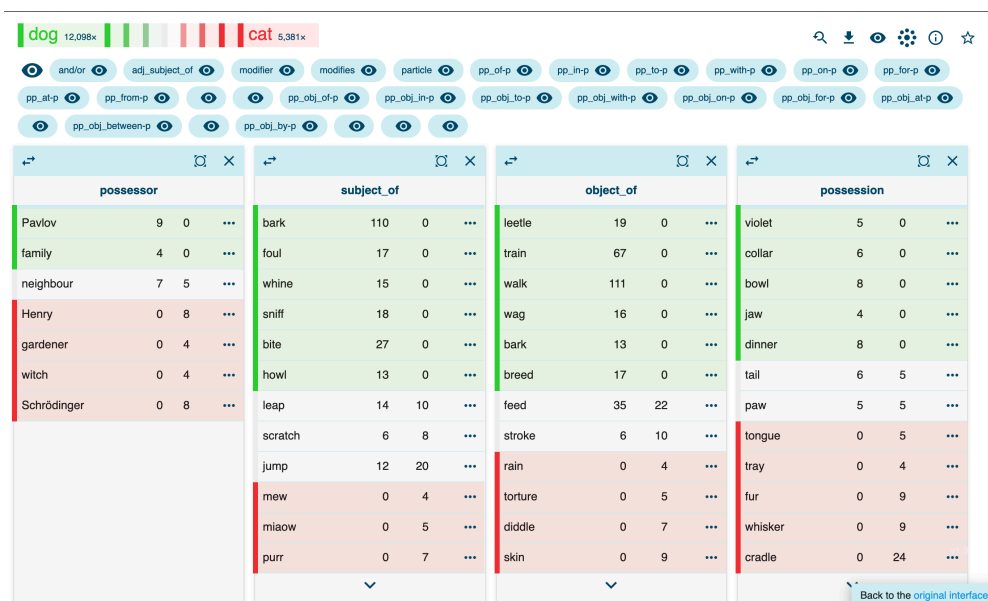 dog 12,098× cat 5,381×
and/or adj_subject_of modifier modifies particle pp_of-p pp_in-p pp_to-p pp_with-p pp_on-p pp_for-p
pp_at-p pp_from-p pp_obj_of-p pp_obj_in-p pp_obj_to-p pp_obj_with-p pp_obj_on-p pp_obj_for-p pp_obj_at-p
pp_obj_between-p pp_obj_by-p
possessor
Pavlov 9 0
family 4 0
neighbour 7 5
Henry 0 8
gardener 0 4
witch 0 4
Schrödinger 0 8
subject_of
bark 110 0
foul 17 0
whine 15 0
sniff 18 0
bite 27 0
howl 13 0
leap 14 10
scratch 6 8
jump 12 20
mew 0 4
miaow 0 5
purr 0 7
object_of
leetle 19 0
train 67 0
walk 111 0
wag 16 0
bark 13 0
breed 17 0
feed 35 22
stroke 6 10
rain 0 4
torture 0 5
diddle 0 7
skin 0 9
possession
violet 5 0
collar 6 0
bowl 8 0
jaw 4 0
dinner 8 0
tail 6 5
paw 5 5
tongue 0 5
tray 0 4
fur 0 9
whisker 0 9
cradle 0 24
Back to the original interface